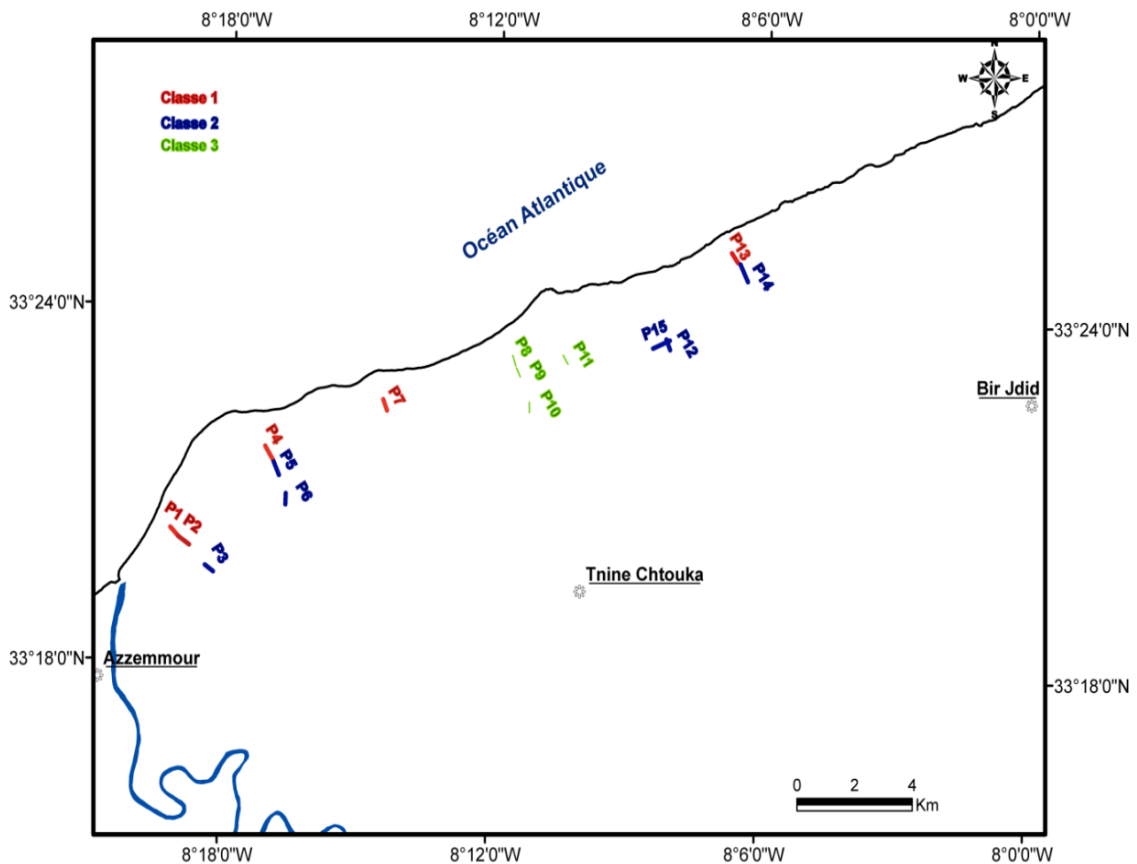 8°18'0"W
8°12'0"W
8°6'0"W
8°0'0"W
N
W
E
S
Classe 1
Classe 2
Classe 3
Océan Atlantique
P13
P14
33°24'0"N
33°24'0"N
P15
P12
P8
P9
P11
P10
P7
Bir Jdid
P4
P5
P6
P1 P2
P3
Tnine Chtouka
33°18'0"N
Azzemmour
33°18'0"N
0 2 4
Km
8°18'0"W
8°12'0"W
8°6'0"W
8°0'0"W